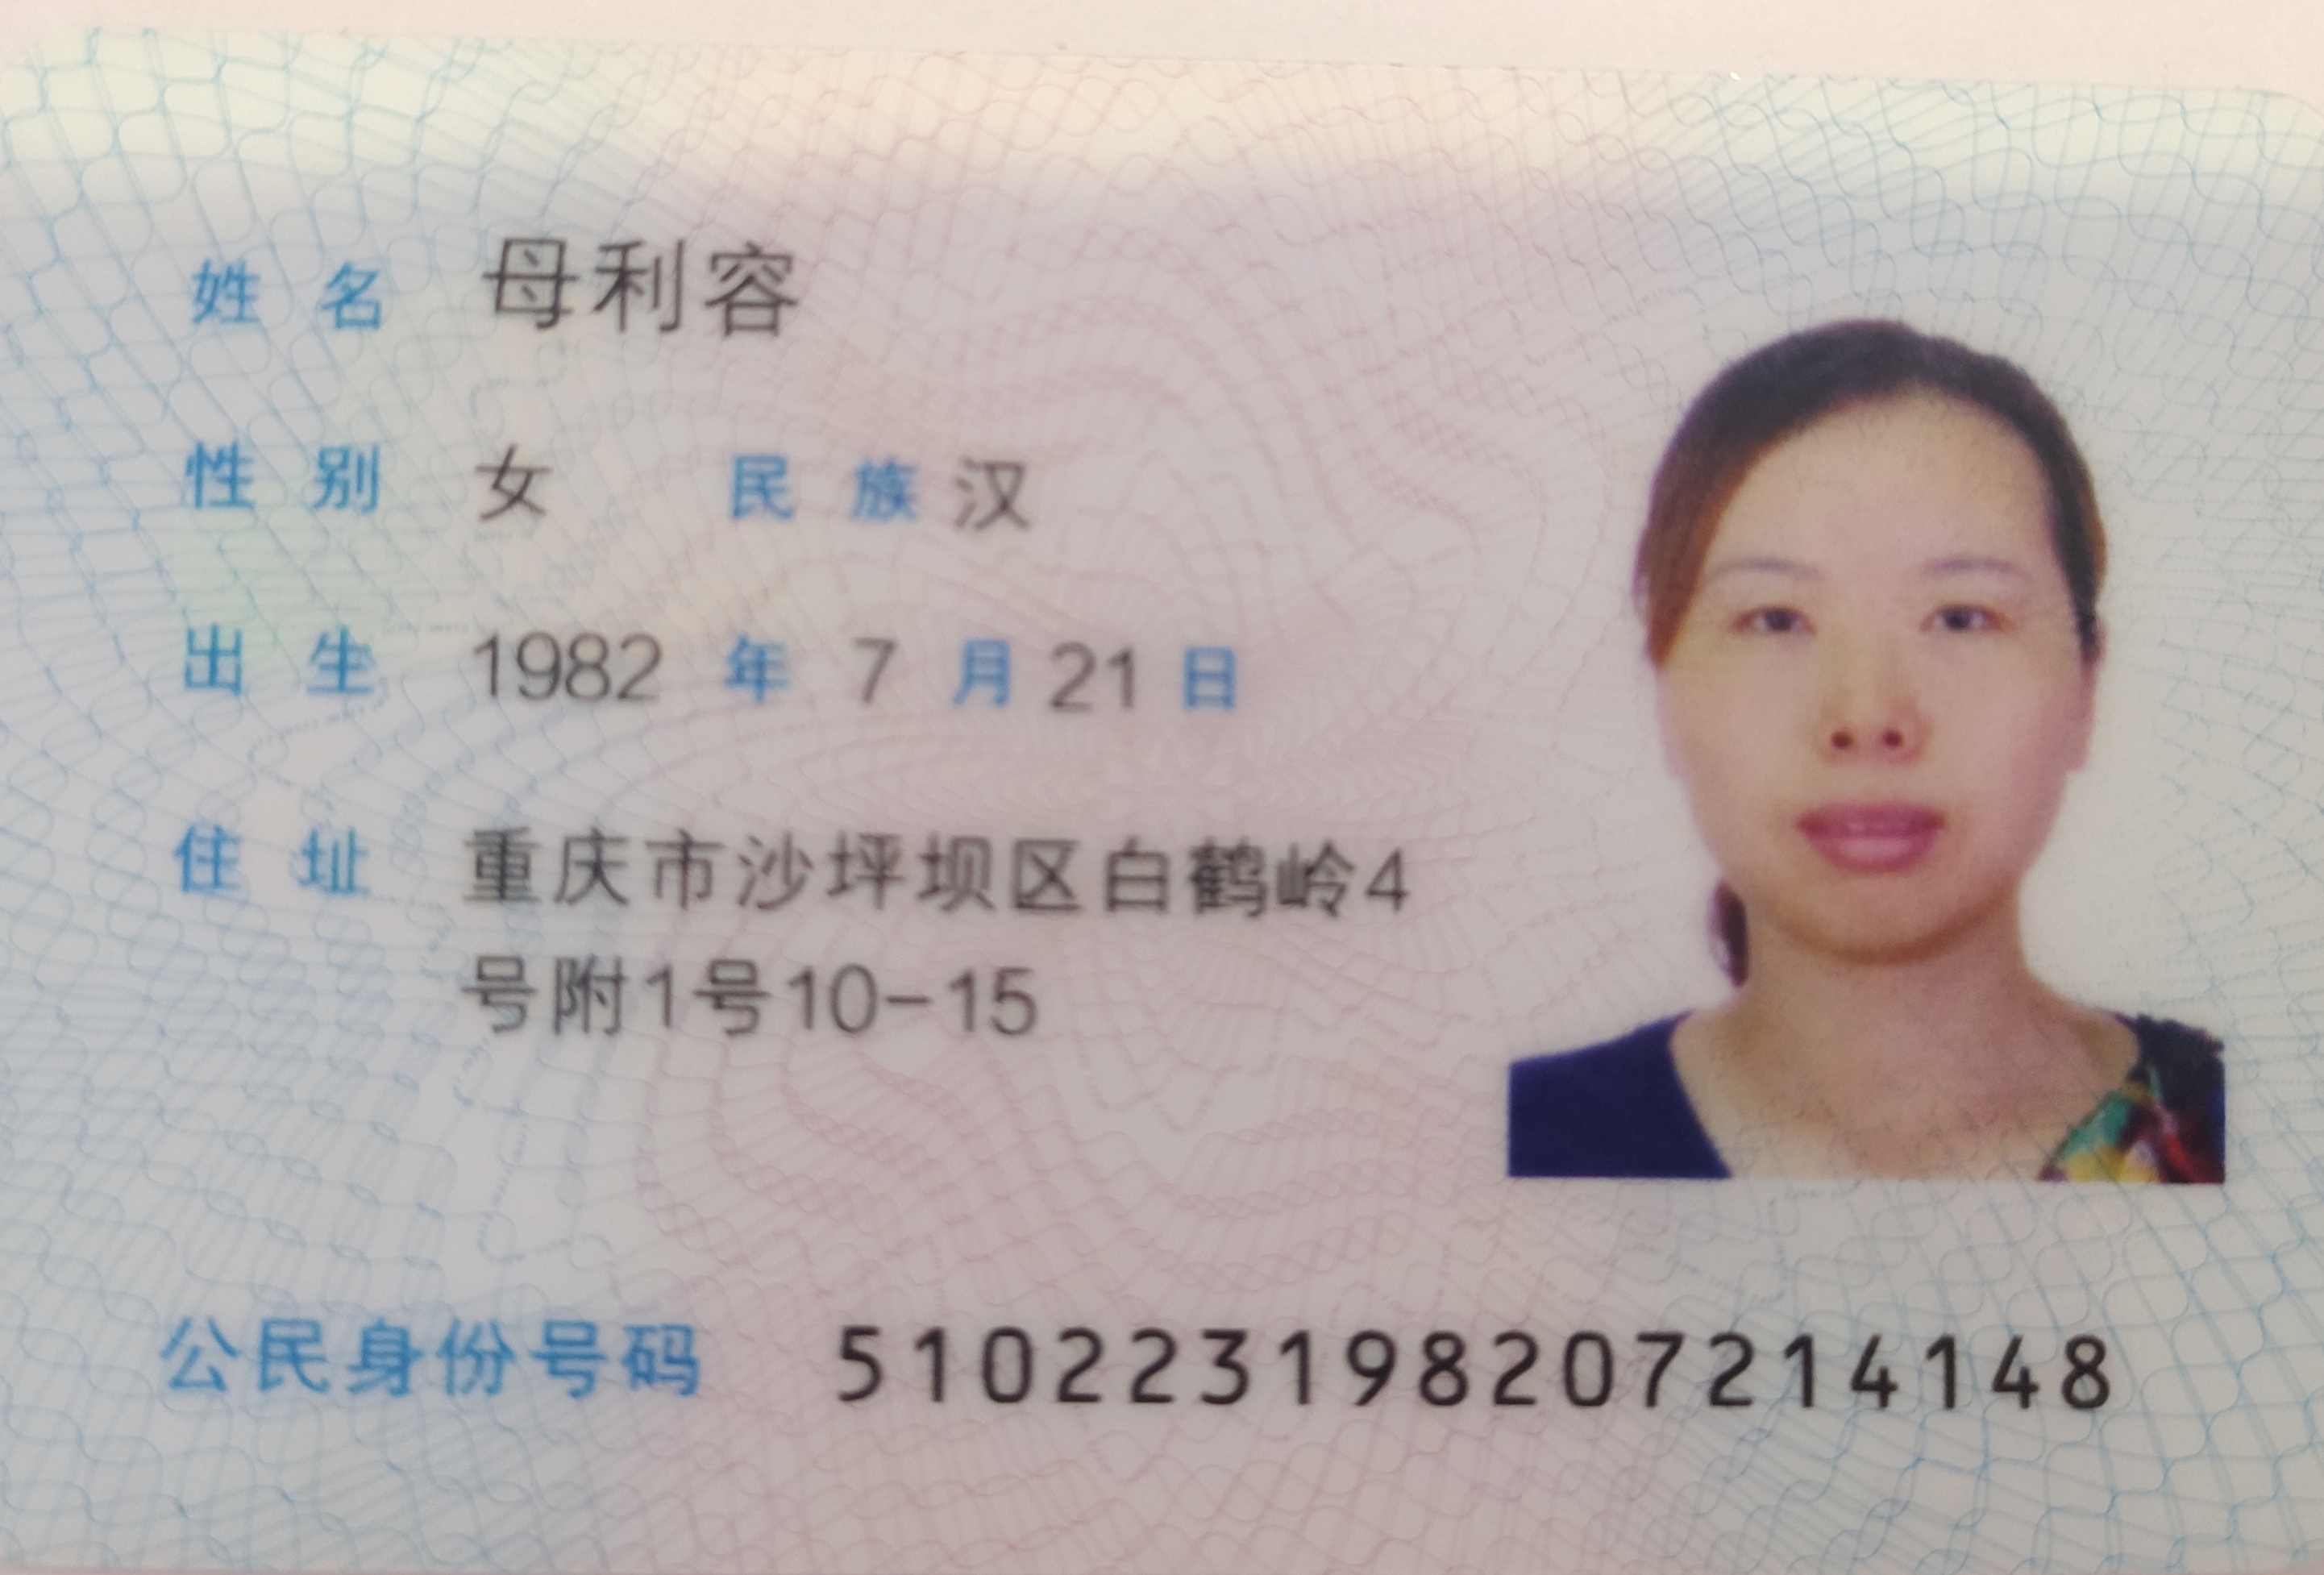 姓名 母利容
性别 女 民族 汉
出生 1982 年 7 月 21 日
住址 重庆市沙坪坝区白鹤岭4
号附1号10-15
公民身份号码 510223198207214148